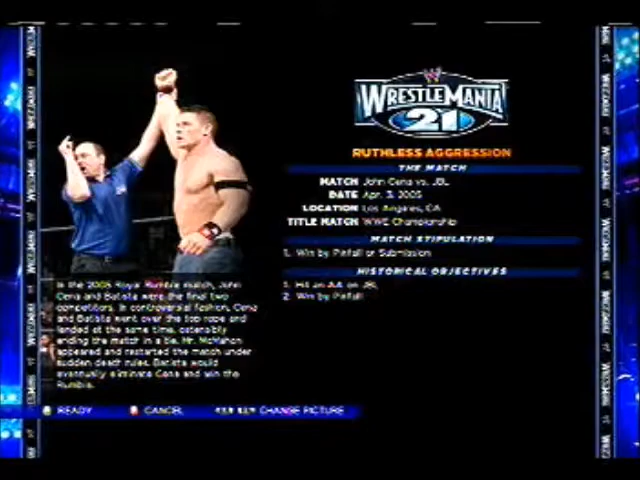 W
WRESTLEMANIA
21
RUTHLESS AGGRESSION
THE MATCH
MATCH John Cena vs. JBL
DATE Apr. 3, 2005
LOCATION Los Angeles, CA
TITLE MATCH WWE Championship
MATCH STIPULATION
1. Win by Pinfall or Submission
HISTORICAL OBJECTIVES
1. Hit an AA on JBL
2. Win by Pinfall
In the 2005 Royal Rumble match, John
Cena and Batista were the final two
competitors. In controversial fashion, Cena
and Batista went over the top rope and
landed at the same time, ostensibly
ending the match in a tie. Mr. McMahon
appeared and restarted the match under
sudden death rules. Batista would
eventually eliminate Cena and win the
Rumble.
READY CANCEL CHANGE PICTURE